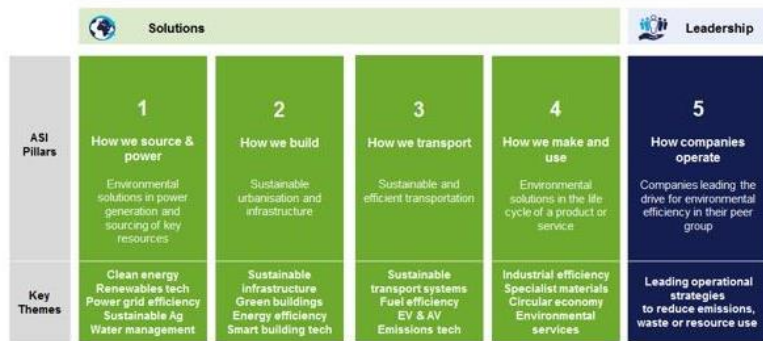 Solutions
Leadership
ASI
Pillars
1
How we source &
power
Environmental
solutions in power
generation and
sourcing of key
resources
2
How we build
Sustainable
urbanisation and
infrastructure
3
How we transport
Sustainable and
efficient transportation
4
How we make and
use
Environmental
solutions in the life
cycle of a product or
service
5
How companies
operate
Companies leading the
drive for environmental
efficiency in their peer
group
Key
Themes
Clean energy
Renewables tech
Power grid efficiency
Sustainable Ag
Water management
Sustainable
infrastructure
Green buildings
Energy efficiency
Smart building tech
Sustainable
transport systems
Fuel efficiency
EV & AV
Emissions tech
Industrial efficiency
Specialist materials
Circular economy
Environmental
services
Leading operational
strategies
to reduce emissions,
waste or resource use